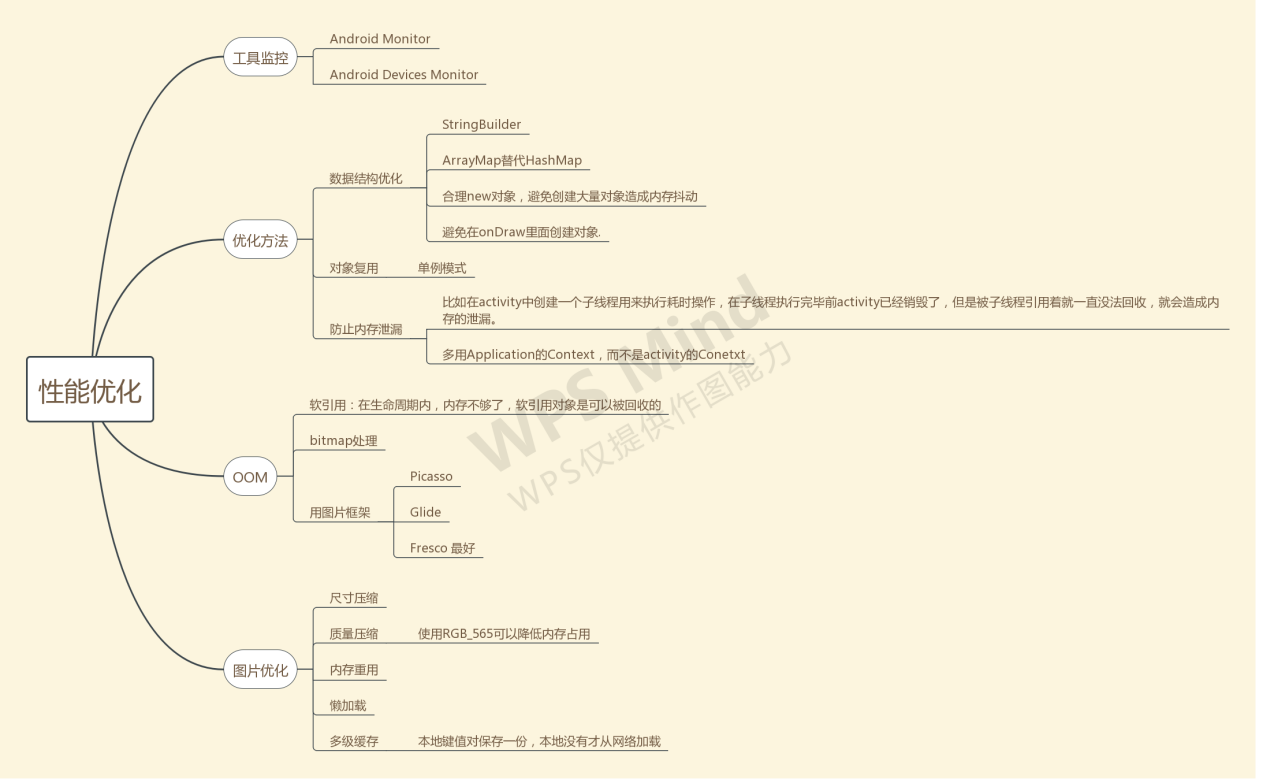 性能优化
工具监控
Android Monitor
Android Devices Monitor
优化方法
数据结构优化
StringBuilder
ArrayMap替代HashMap
合理new对象，避免创建大量对象造成内存抖动
避免在onDraw里面创建对象.
对象复用
单例模式
防止内存泄漏
比如在activity中创建一个子线程用来执行耗时操作，在子线程执行完毕前activity已经销毁了，但是被子线程引用着就一直没法回收，就会造成内
存的泄漏。
多用Application的Context，而不是activity的Conetxt
OOM
软引用：在生命周期内，内存不够了，软引用对象是可以被回收的
bitmap处理
用图片框架
Picasso
Glide
Fresco 最好
图片优化
尺寸压缩
质量压缩
使用RGB_565可以降低内存占用
内存重用
懒加载
多级缓存
本地键值对保存一份，本地没有才从网络加载
WPS Mind
WPS仅提供作图能力